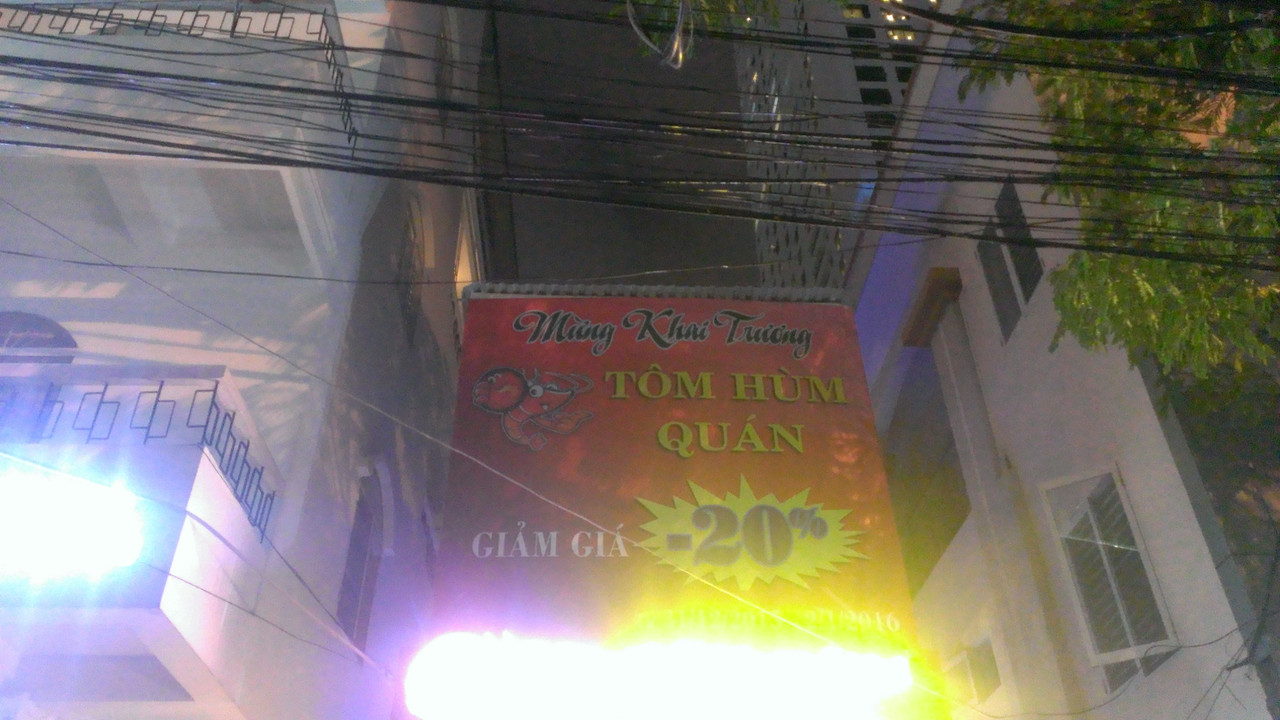 Mừng Khai Trương
TÔM HÙM
QUÁN
GIẢM GIÁ -20%